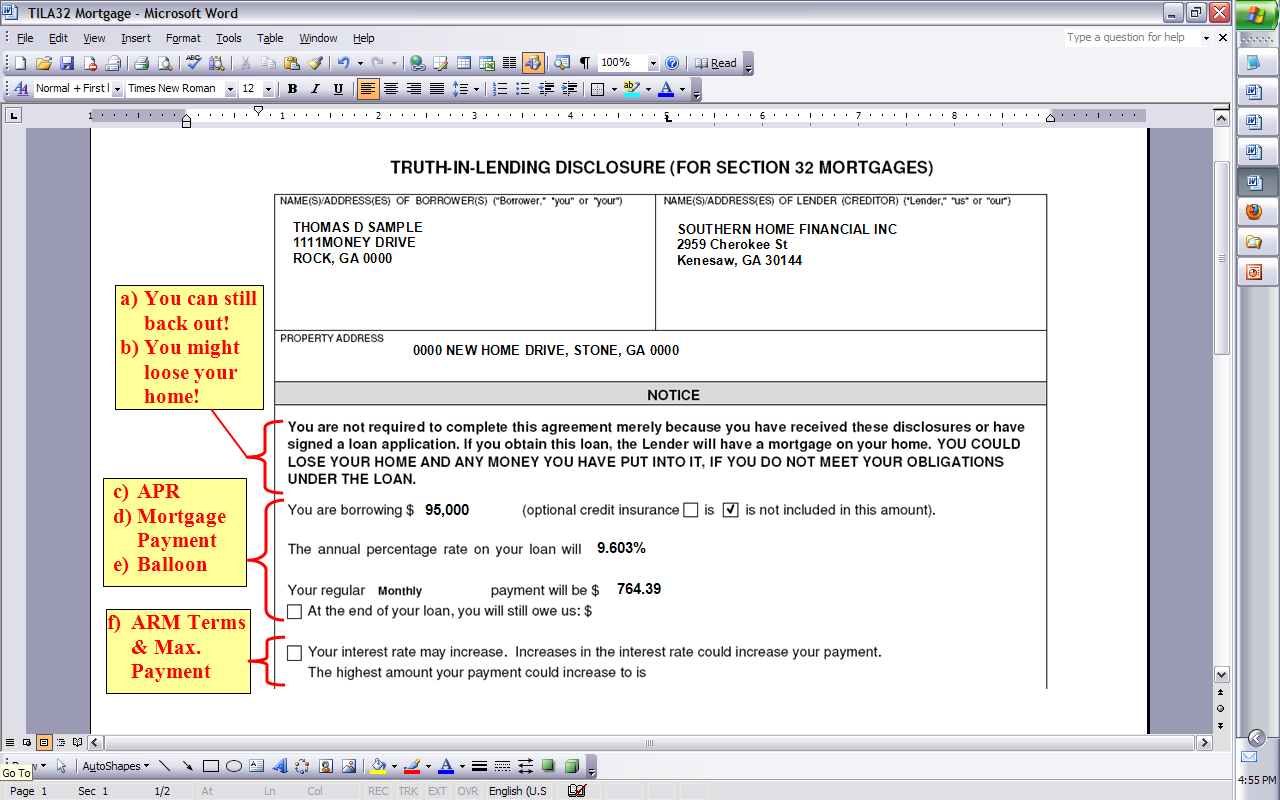 TILA32 Mortgage - Microsoft Word
File Edit View Insert Format Tools Table Window Help
Type a question for help
100%
Read
Normal + First l
Times New Roman
12
B I U
1 1 2 3 4 5 6 7 8
TRUTH-IN-LENDING DISCLOSURE (FOR SECTION 32 MORTGAGES)
NAME(S)/ADDRESS(ES) OF BORROWER(S) ("Borrower," "you" or "your")
THOMAS D SAMPLE
1111MONEY DRIVE
ROCK, GA 0000
NAME(S)/ADDRESS(ES) OF LENDER (CREDITOR) ("Lender," "us" or "our")
SOUTHERN HOME FINANCIAL INC
2959 Cherokee St
Kenesaw, GA 30144
PROPERTY ADDRESS
0000 NEW HOME DRIVE, STONE, GA 0000
NOTICE
a) You can still
back out!
b) You might
loose your
home!
You are not required to complete this agreement merely because you have received these disclosures or have
signed a loan application. If you obtain this loan, the Lender will have a mortgage on your home. YOU COULD
LOSE YOUR HOME AND ANY MONEY YOU HAVE PUT INTO IT, IF YOU DO NOT MEET YOUR OBLIGATIONS
UNDER THE LOAN.
c) APR
d) Mortgage
Payment
e) Balloon
You are borrowing $ 95,000 (optional credit insurance is is not included in this amount).
The annual percentage rate on your loan will 9.603%
Your regular Monthly payment will be $ 764.39
At the end of your loan, you will still owe us: $
f) ARM Terms
& Max.
Payment
Your interest rate may increase. Increases in the interest rate could increase your payment.
The highest amount your payment could increase to is
AutoShapes
Go To
Page 1 Sec 1 1/2 At Ln Col REC TRK EXT OVR English (U.S
4:55 PM